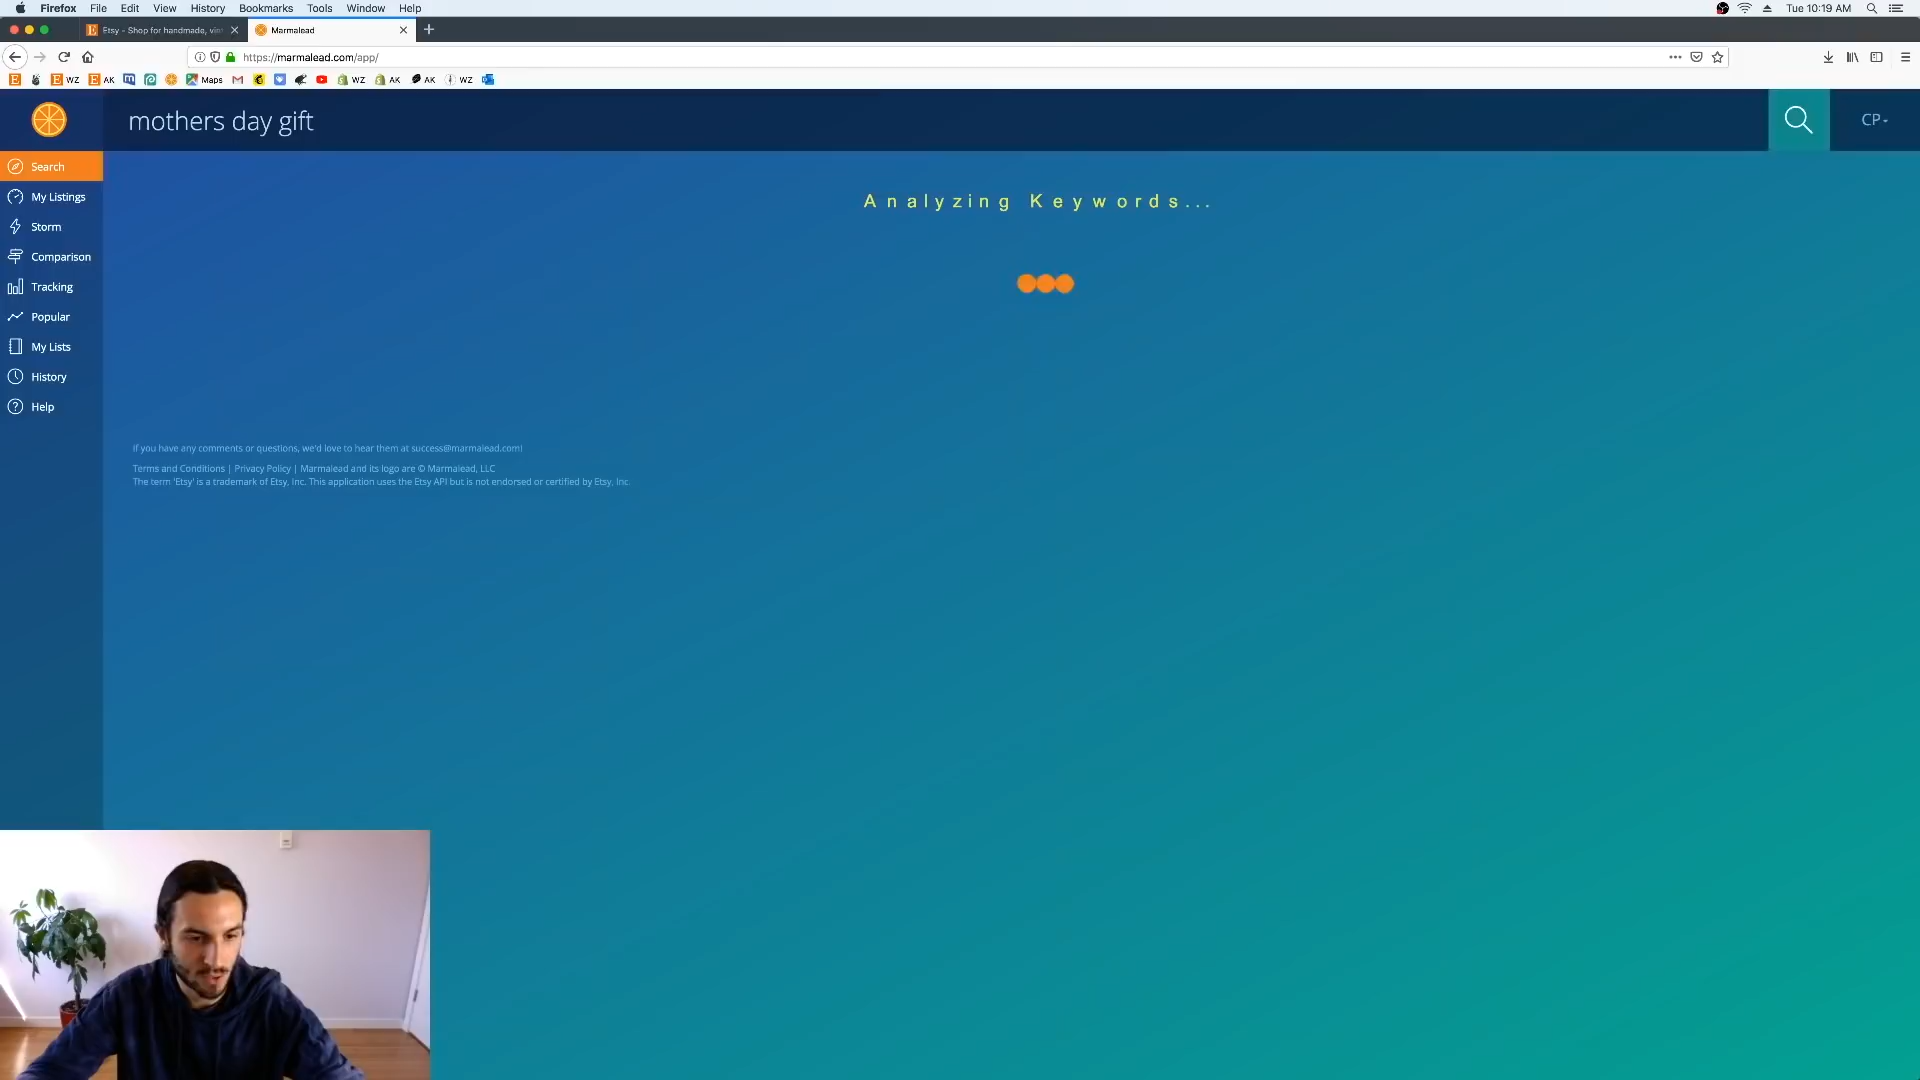 Firefox File Edit View History Bookmarks Tools Window Help Tue 10:19 AM
Etsy - Shop for handmade, vin Marmalead
https://marmalead.com/app/
WZ AK Maps WZ AK AK WZ
mothers day gift CP
Search
My Listings
Storm
Comparison
Tracking
Popular
My Lists
History
Help
Analyzing Keywords...
If you have any comments or questions, we'd love to hear them at success@marmalead.com!
Terms and Conditions | Privacy Policy | Marmalead and its logo are © Marmalead, LLC
The term 'Etsy' is a trademark of Etsy, Inc. This application uses the Etsy API but is not endorsed or certified by Etsy, Inc.